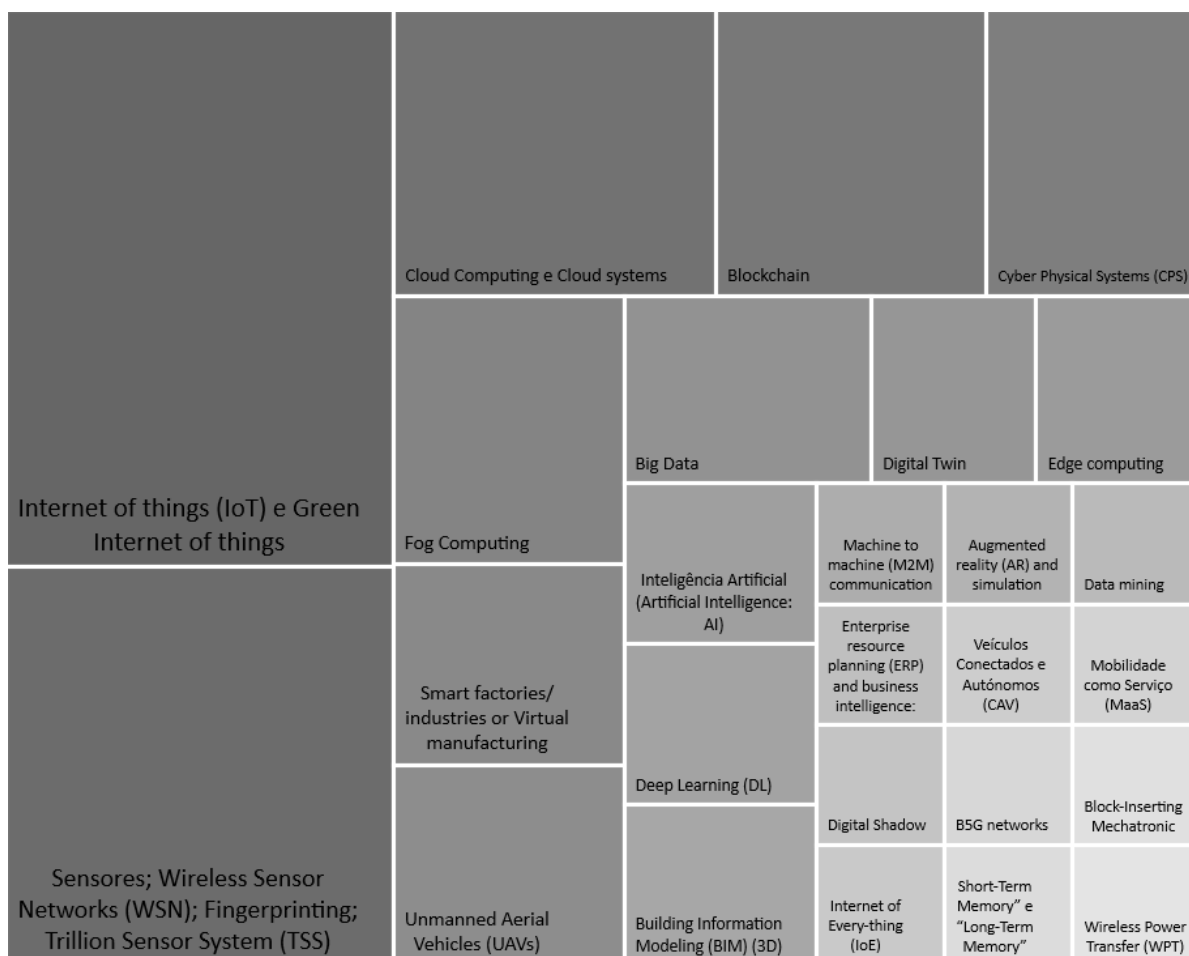 Cloud Computing e Cloud systems
Blockchain
Cyber Physical Systems (CPS)
Internet of things (IoT) e Green
Internet of things
Fog Computing
Big Data
Digital Twin
Edge computing
Inteligência Artificial
(Artificial Intelligence:
AI)
Machine to
machine (M2M)
communication
Augmented
reality (AR) and
simulation
Data mining
Enterprise
resource
planning (ERP)
and business
intelligence:
Veículos
Conectados e
Autónomos
(CAV)
Mobilidade
como Serviço
(MaaS)
Smart factories/
industries or Virtual
manufacturing
Deep Learning (DL)
Digital Shadow
B5G networks
Block-Inserting
Mechatronic
Sensores; Wireless Sensor
Networks (WSN); Fingerprinting;
Trillion Sensor System (TSS)
Unmanned Aerial
Vehicles (UAVs)
Building Information
Modeling (BIM) (3D)
Internet of
Every-thing
(IoE)
Short-Term
Memory” e
“Long-Term
Memory”
Wireless Power
Transfer (WPT)